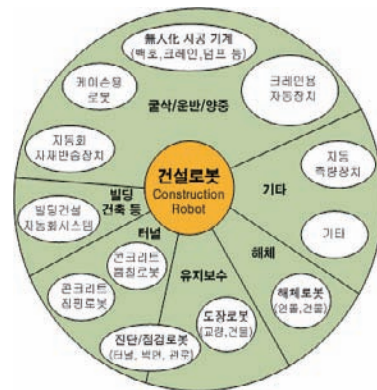 無人化 시공 기계
(백호,크레인,덤프 등)
케이슨용
로봇
크레인용
자동장치
굴삭/운반/양중
자동화
자재반송장치
건설로봇
Construction
Robot
기타
자동
측량장치
빌딩
건축 등
빌딩건설
자동화시스템
기타
터널
콘크리트
뿜칠로봇
해체
유지보수
콘크리트
해체로봇
(연돌,건물)
도장로봇
(교량,건물)
진단/점검로봇
(터널, 벽면, 관로)